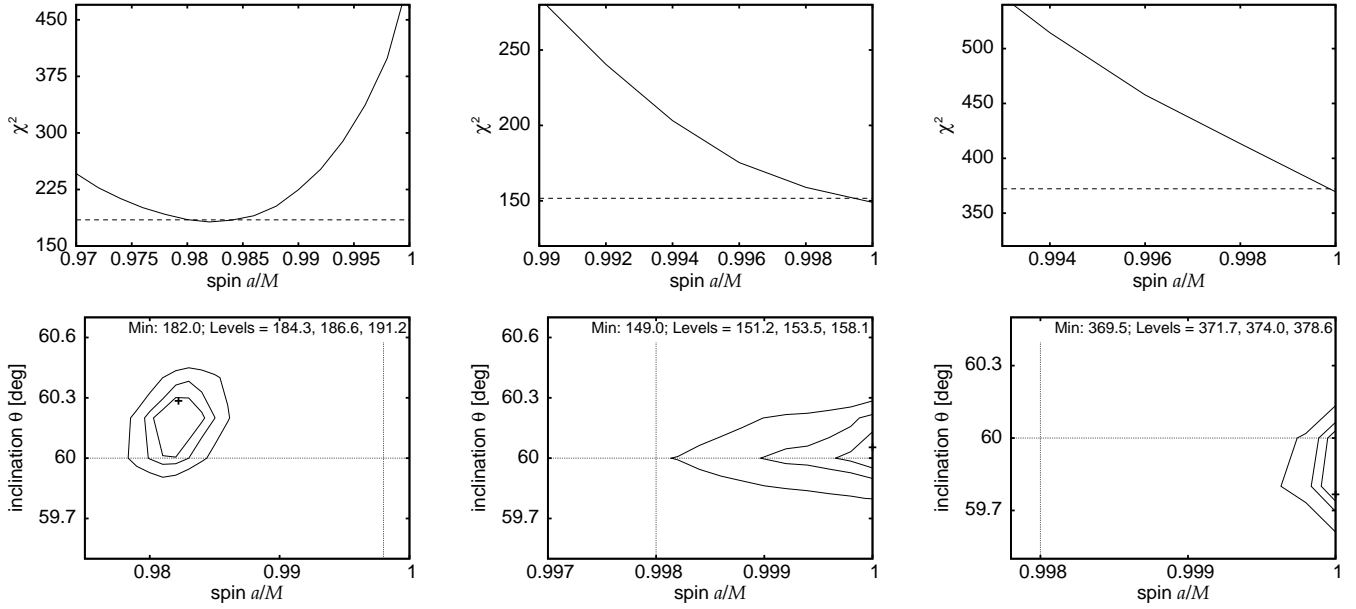 450
375
300
225
150
χ²
0.97 0.975 0.98 0.985 0.99 0.995 1
spin a/M
250
200
150
100
χ²
0.99 0.992 0.994 0.996 0.998 1
spin a/M
500
450
400
350
χ²
0.994 0.996 0.998 1
spin a/M
Min: 182.0; Levels = 184.3, 186.6, 191.2
60.6
60.3
60
59.7
inclination θ [deg]
0.98 0.99 1
spin a/M
Min: 149.0; Levels = 151.2, 153.5, 158.1
60.6
60.3
60
59.7
inclination θ [deg]
0.997 0.998 0.999 1
spin a/M
Min: 369.5; Levels = 371.7, 374.0, 378.6
60.3
60
59.7
inclination θ [deg]
0.998 0.999 1
spin a/M